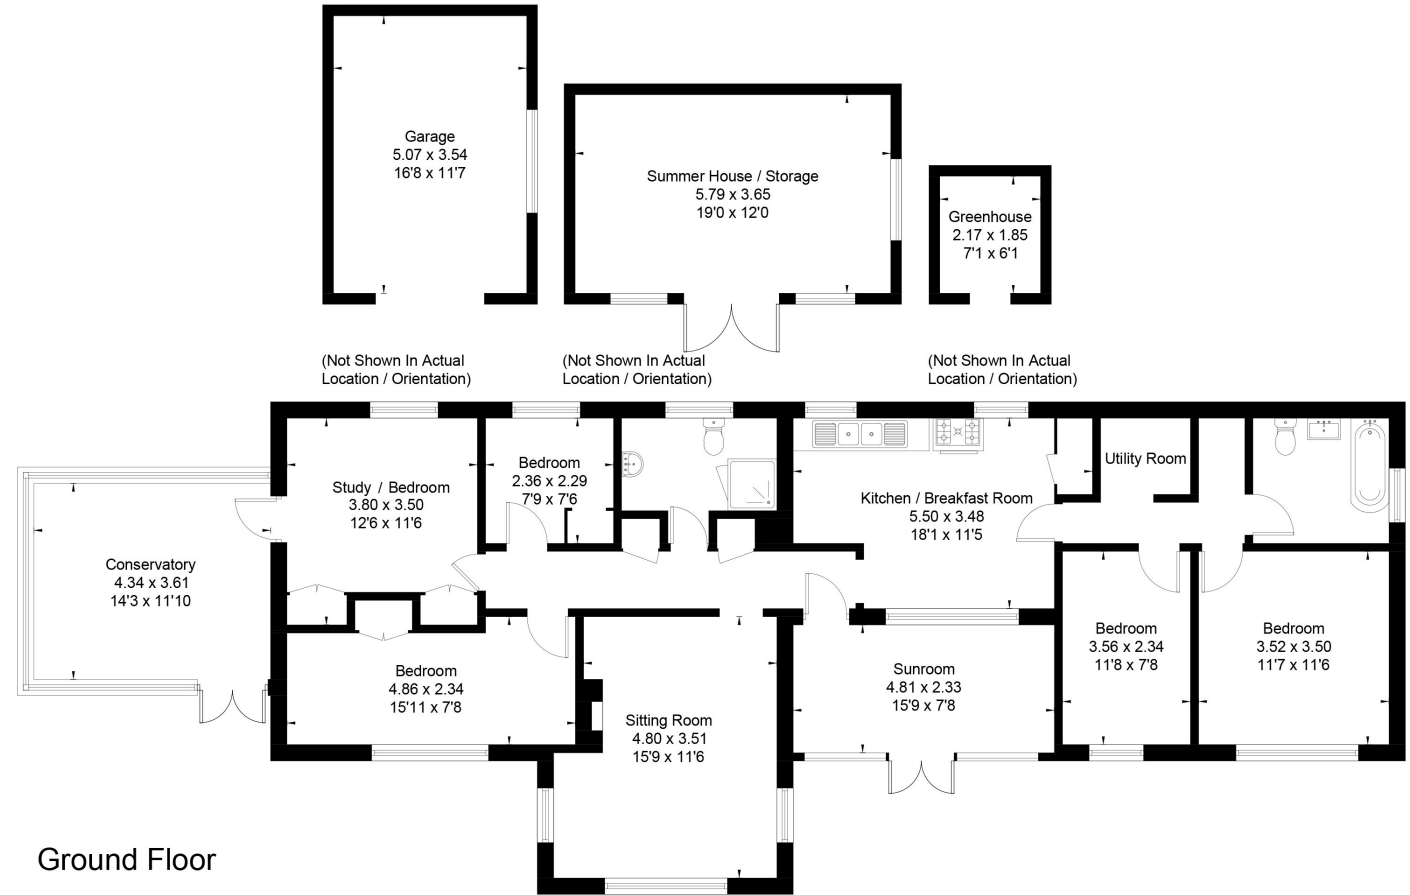 Garage
5.07 x 3.54
16'8 x 11'7
Summer House / Storage
5.79 x 3.65
19'0 x 12'0
Greenhouse
2.17 x 1.85
7'1 x 6'1
(Not Shown In Actual
Location / Orientation)
(Not Shown In Actual
Location / Orientation)
(Not Shown In Actual
Location / Orientation)
Study / Bedroom
3.80 x 3.50
12'6 x 11'6
Bedroom
2.36 x 2.29
7'9 x 7'6
Kitchen / Breakfast Room
5.50 x 3.48
18'1 x 11'5
Utility Room
Conservatory
4.34 x 3.61
14'3 x 11'10
Bedroom
4.86 x 2.34
15'11 x 7'8
Sitting Room
4.80 x 3.51
15'9 x 11'6
Sunroom
4.81 x 2.33
15'9 x 7'8
Bedroom
3.56 x 2.34
11'8 x 7'8
Bedroom
3.52 x 3.50
11'7 x 11'6
Ground Floor